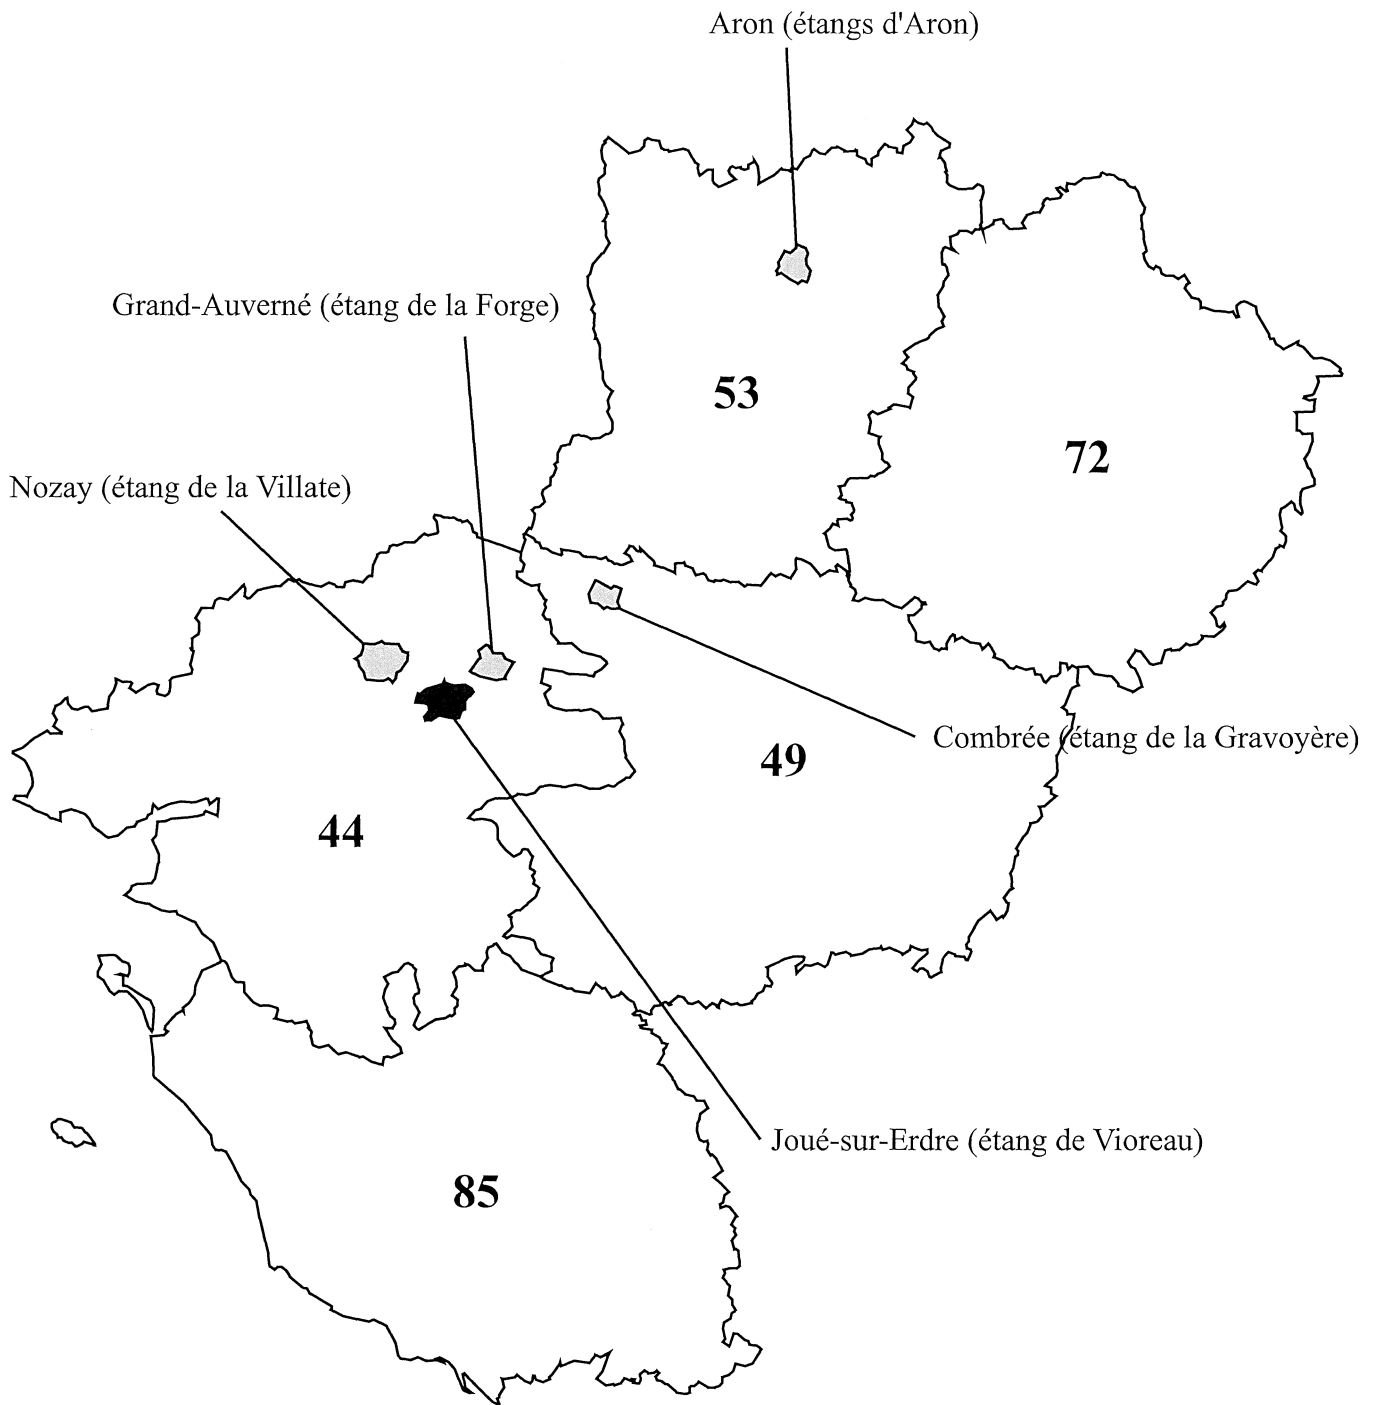 Aron (étangs d'Aron)
Grand-Auverné (étang de la Forge)
53
72
Nozay (étang de la Villate)
Combrée (étang de la Gravoyère)
49
44
Joué-sur-Erdre (étang de Vioreau)
85